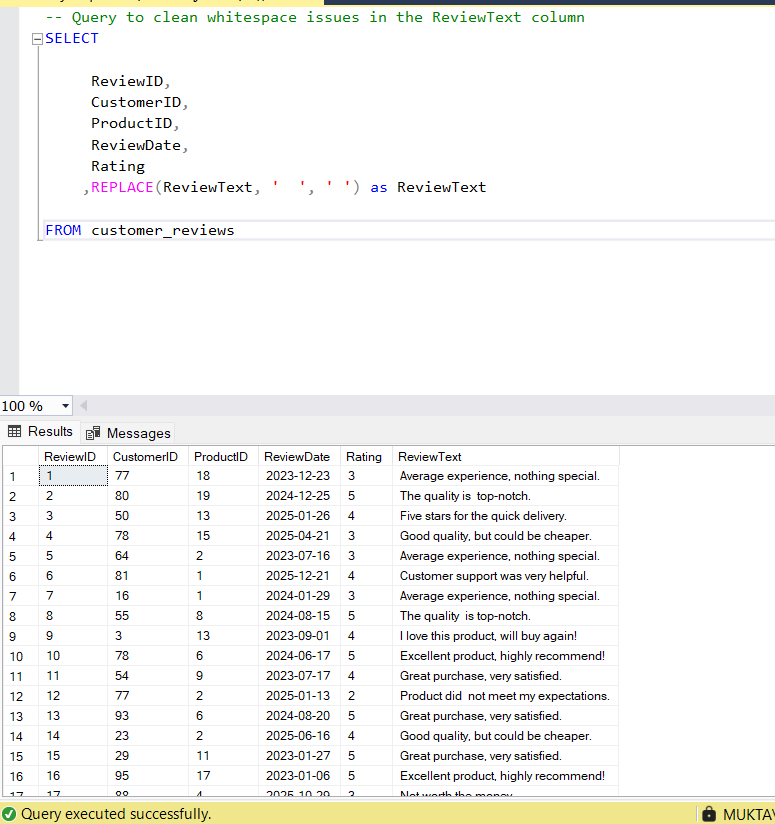 -- Query to clean whitespace issues in the ReviewText column
SELECT
ReviewID,
CustomerID,
ProductID,
ReviewDate,
Rating
,REPLACE(ReviewText, '  ', ' ') as ReviewText
FROM customer_reviews
100 %
Results Messages
ReviewID CustomerID ProductID ReviewDate Rating ReviewText
1 1 77 18 2023-12-23 3 Average experience, nothing special.
2 2 80 19 2024-12-25 5 The quality is  top-notch.
3 3 50 13 2025-01-26 4 Five stars for the quick delivery.
4 4 78 15 2025-04-21 3 Good quality, but could be cheaper.
5 5 64 2 2023-07-16 3 Average experience, nothing special.
6 6 81 1 2025-12-21 4 Customer support was very helpful.
7 7 16 1 2024-01-29 3 Average experience, nothing special.
8 8 55 8 2024-08-15 5 The quality  is top-notch.
9 9 3 13 2023-09-01 4 I love this product, will buy again!
10 10 78 6 2024-06-17 5 Excellent product, highly recommend!
11 11 54 9 2023-07-17 4 Great purchase, very satisfied.
12 12 77 2 2025-01-13 2 Product did  not meet my expectations.
13 13 93 6 2024-08-20 5 Great purchase, very satisfied.
14 14 23 2 2025-06-16 4 Good quality, but could be cheaper.
15 15 29 11 2023-01-27 5 Great purchase, very satisfied.
16 16 95 17 2023-01-06 5 Excellent product, highly recommend!
17 17 88 4 2025-10-29 3 Not worth the money.
Query executed successfully. MUKTAV